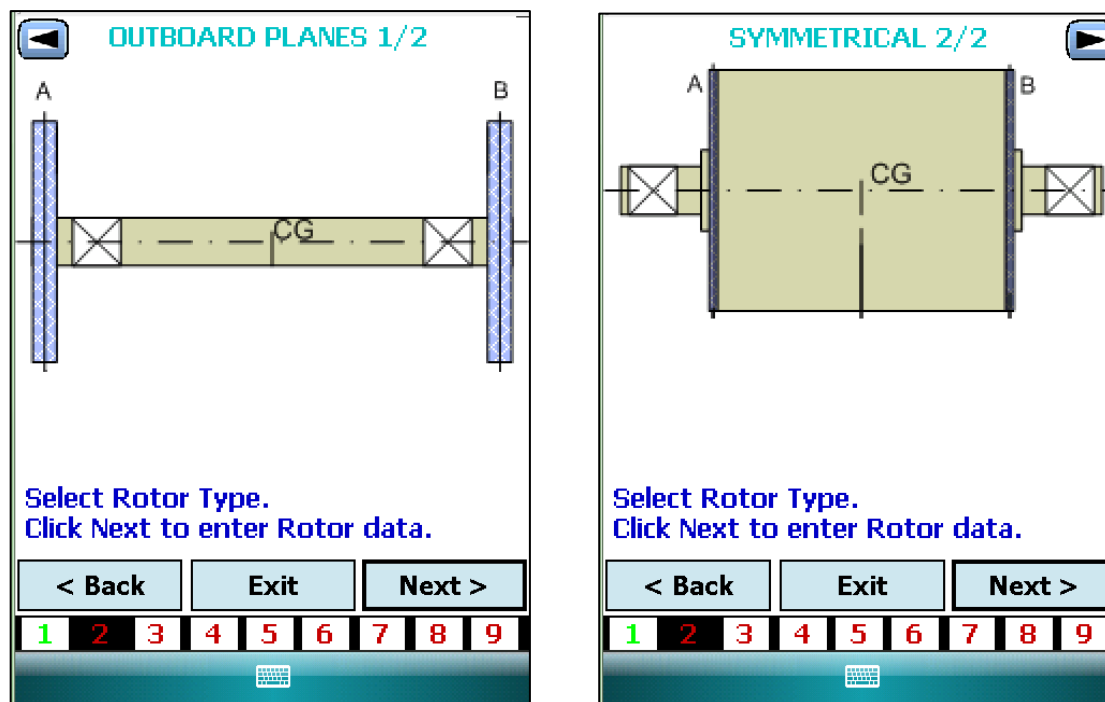 OUTBOARD PLANES 1/2
A
B
CG
Select Rotor Type.
Click Next to enter Rotor data.
< Back Exit Next >
1 2 3 4 5 6 7 8 9
SYMMETRICAL 2/2
A
B
CG
Select Rotor Type.
Click Next to enter Rotor data.
< Back Exit Next >
1 2 3 4 5 6 7 8 9